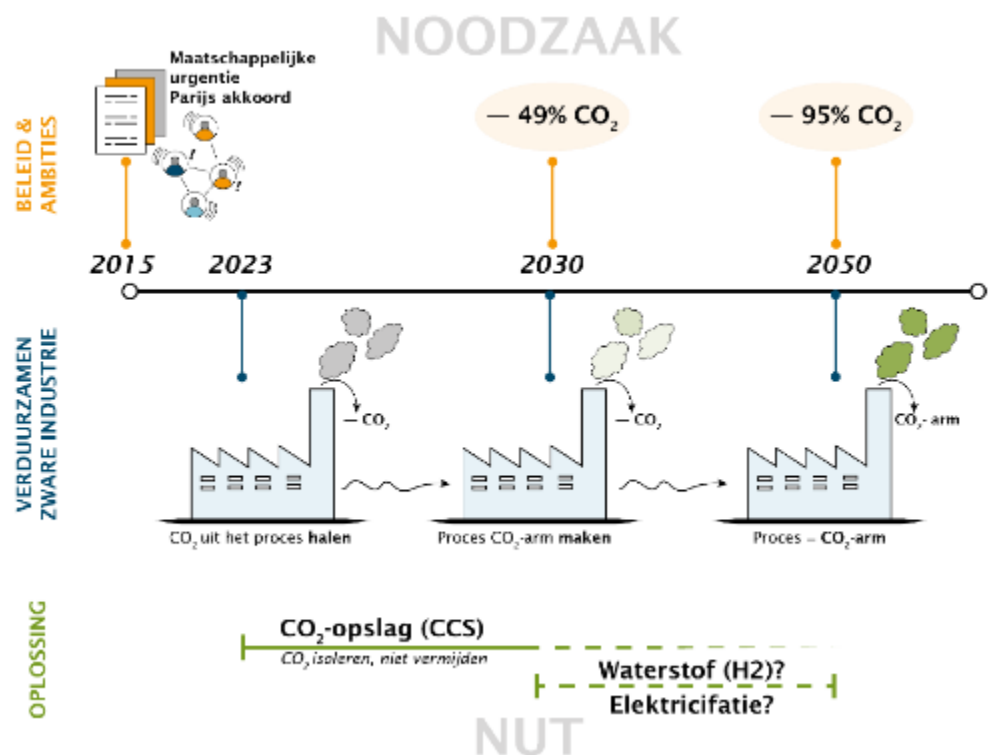 NOODZAAK
BELEID &
AMBITIES
Maatschappelijke
urgentie
Parijs akkoord
— 49% CO₂
— 95% CO₂
2015
2023
2030
2050
VERDUURZAMEN
ZWARE INDUSTRIE
— CO₂
— CO₂
CO₂- arm
CO₂ uit het proces halen
Proces CO₂-arm maken
Proces – CO₂-arm
OPLOSSING
CO₂-opslag (CCS)
CO₂ isoleren, niet vermijden
Waterstof (H2)?
Elektricifatie?
NUT